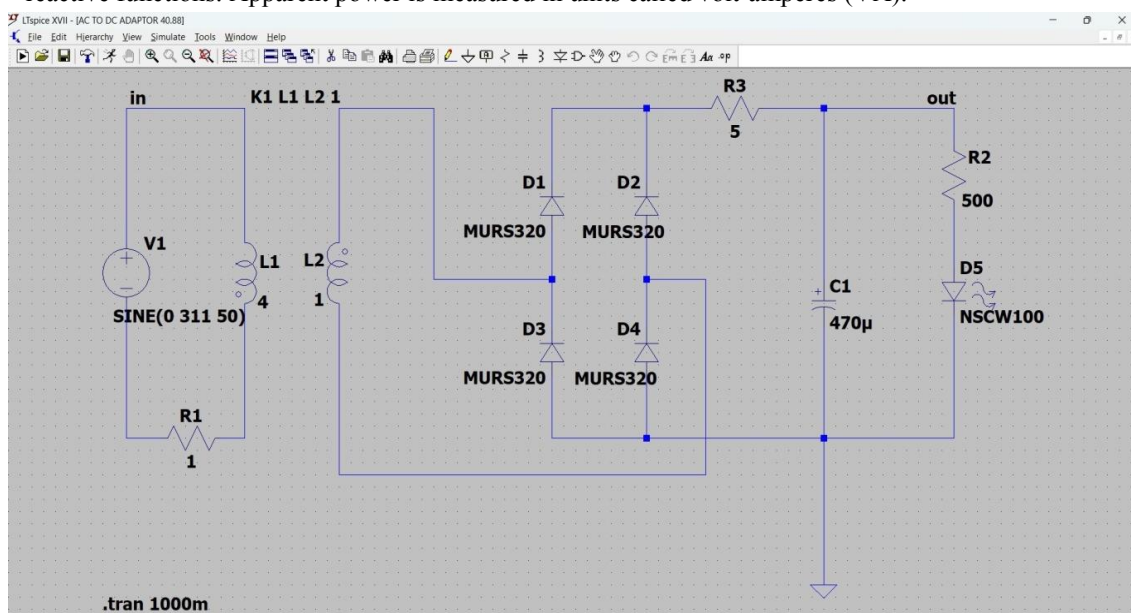 reactive functions. Apparent power is measured in units called volt-amperes (VA).
LTspice XVII - [AC TO DC ADAPTOR 40.88]
File Edit Hierarchy View Simulate Tools Window Help
in
K1 L1 L2 1
R3
5
out
R2
500
D1
D2
MURS320
MURS320
V1
L1
L2
4
1
SINE(0 311 50)
D5
NSCW100
C1
470µ
D3
D4
MURS320
MURS320
R1
1
.tran 1000m